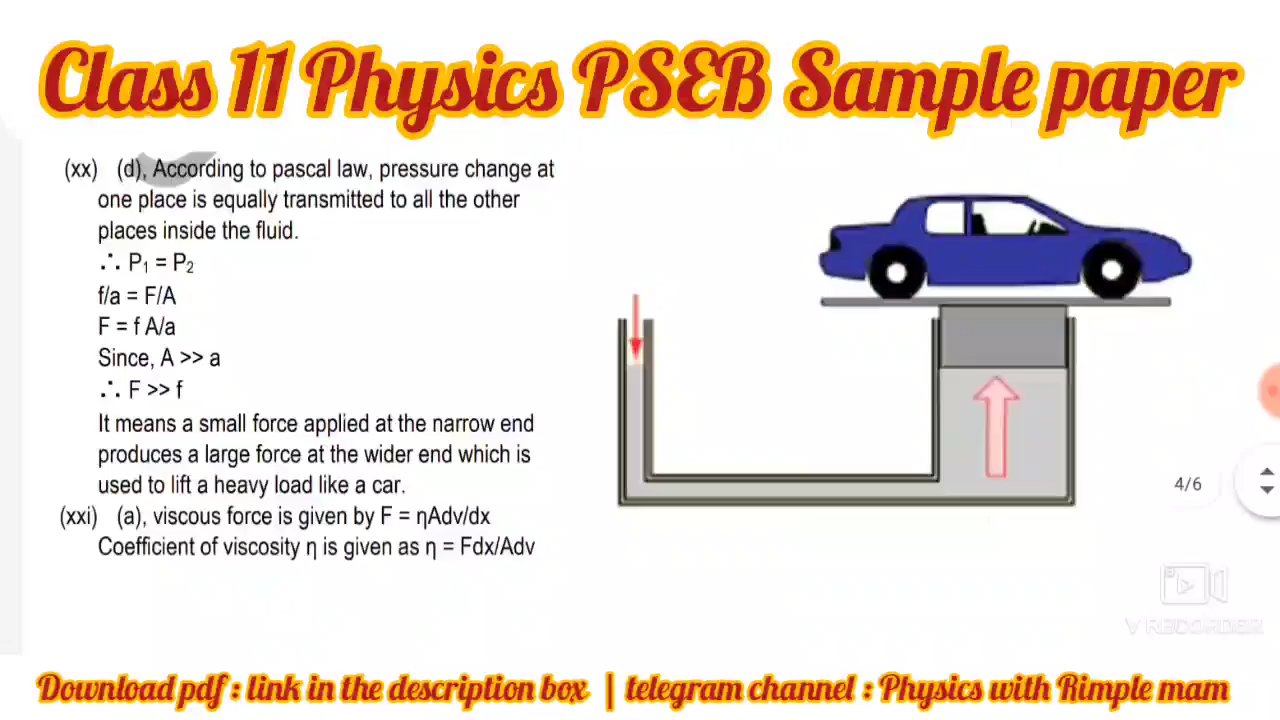 Class 11 Physics PSEB Sample paper
(xx) (d), According to pascal law, pressure change at
one place is equally transmitted to all the other
places inside the fluid.
∴ P₁ = P₂
f/a = F/A
F = f A/a
Since, A >> a
∴ F >> f
It means a small force applied at the narrow end
produces a large force at the wider end which is
used to lift a heavy load like a car.
(xxi) (a), viscous force is given by F = ηAdv/dx
Coefficient of viscosity η is given as η = Fdx/Adv
4/6
V RECORDER
Download pdf : link in the description box | telegram channel : Physics with Rimple mam